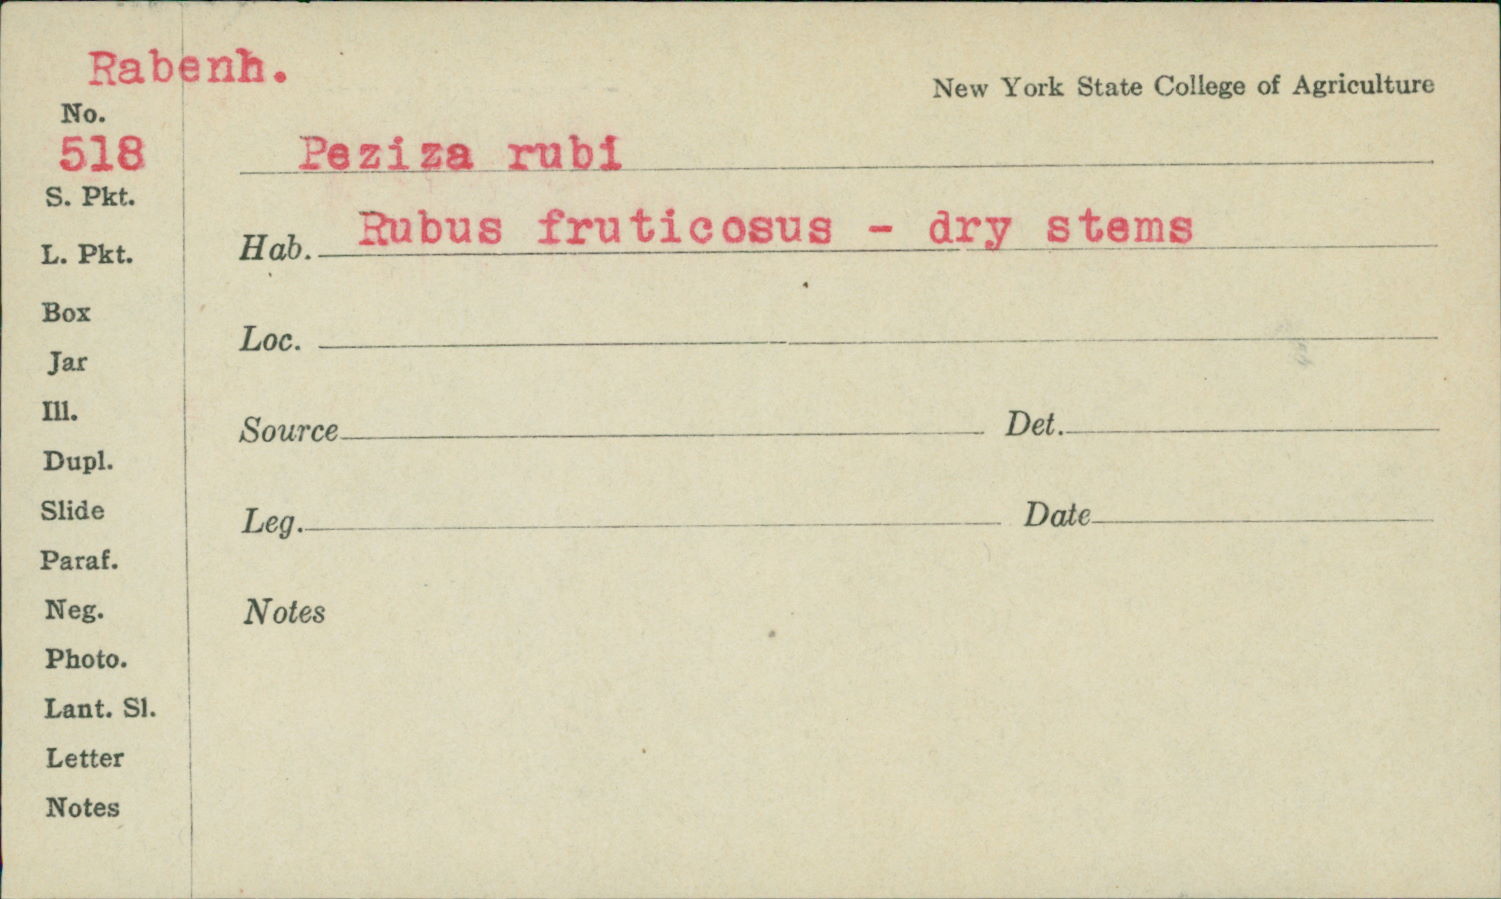 Rabenh.
New York State College of Agriculture
No.
518
Peziza rubi
S. Pkt.
Hab. Rubus fruticosus - dry stems
L. Pkt.
Box
Loc.
Jar
Ill.
Source Det.
Dupl.
Slide
Leg. Date
Paraf.
Neg.
Notes
Photo.
Lant. Sl.
Letter
Notes